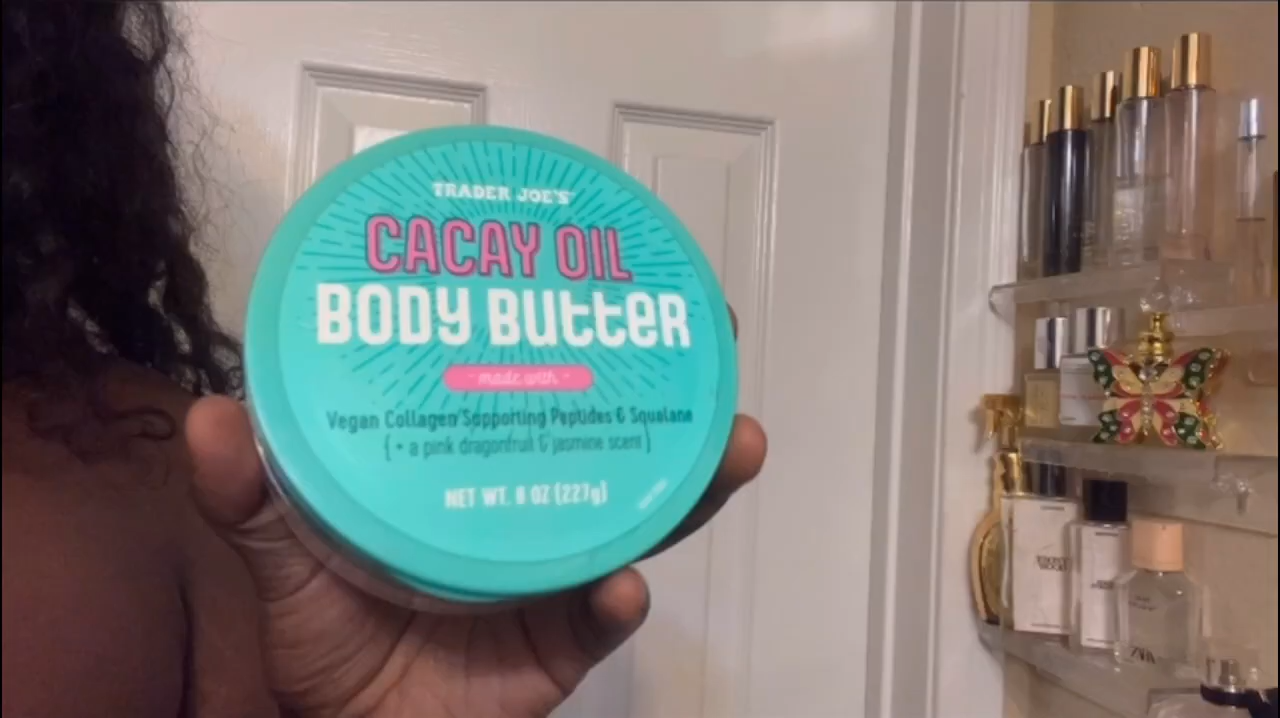 TRADER JOE'S
CACAY OIL
BODY BUTTER
made with
Vegan Collagen Supporting Peptides & Squalane
{+ a pink dragonfruit & jasmine scent}
NET WT. 8 OZ (227g)
ZARA